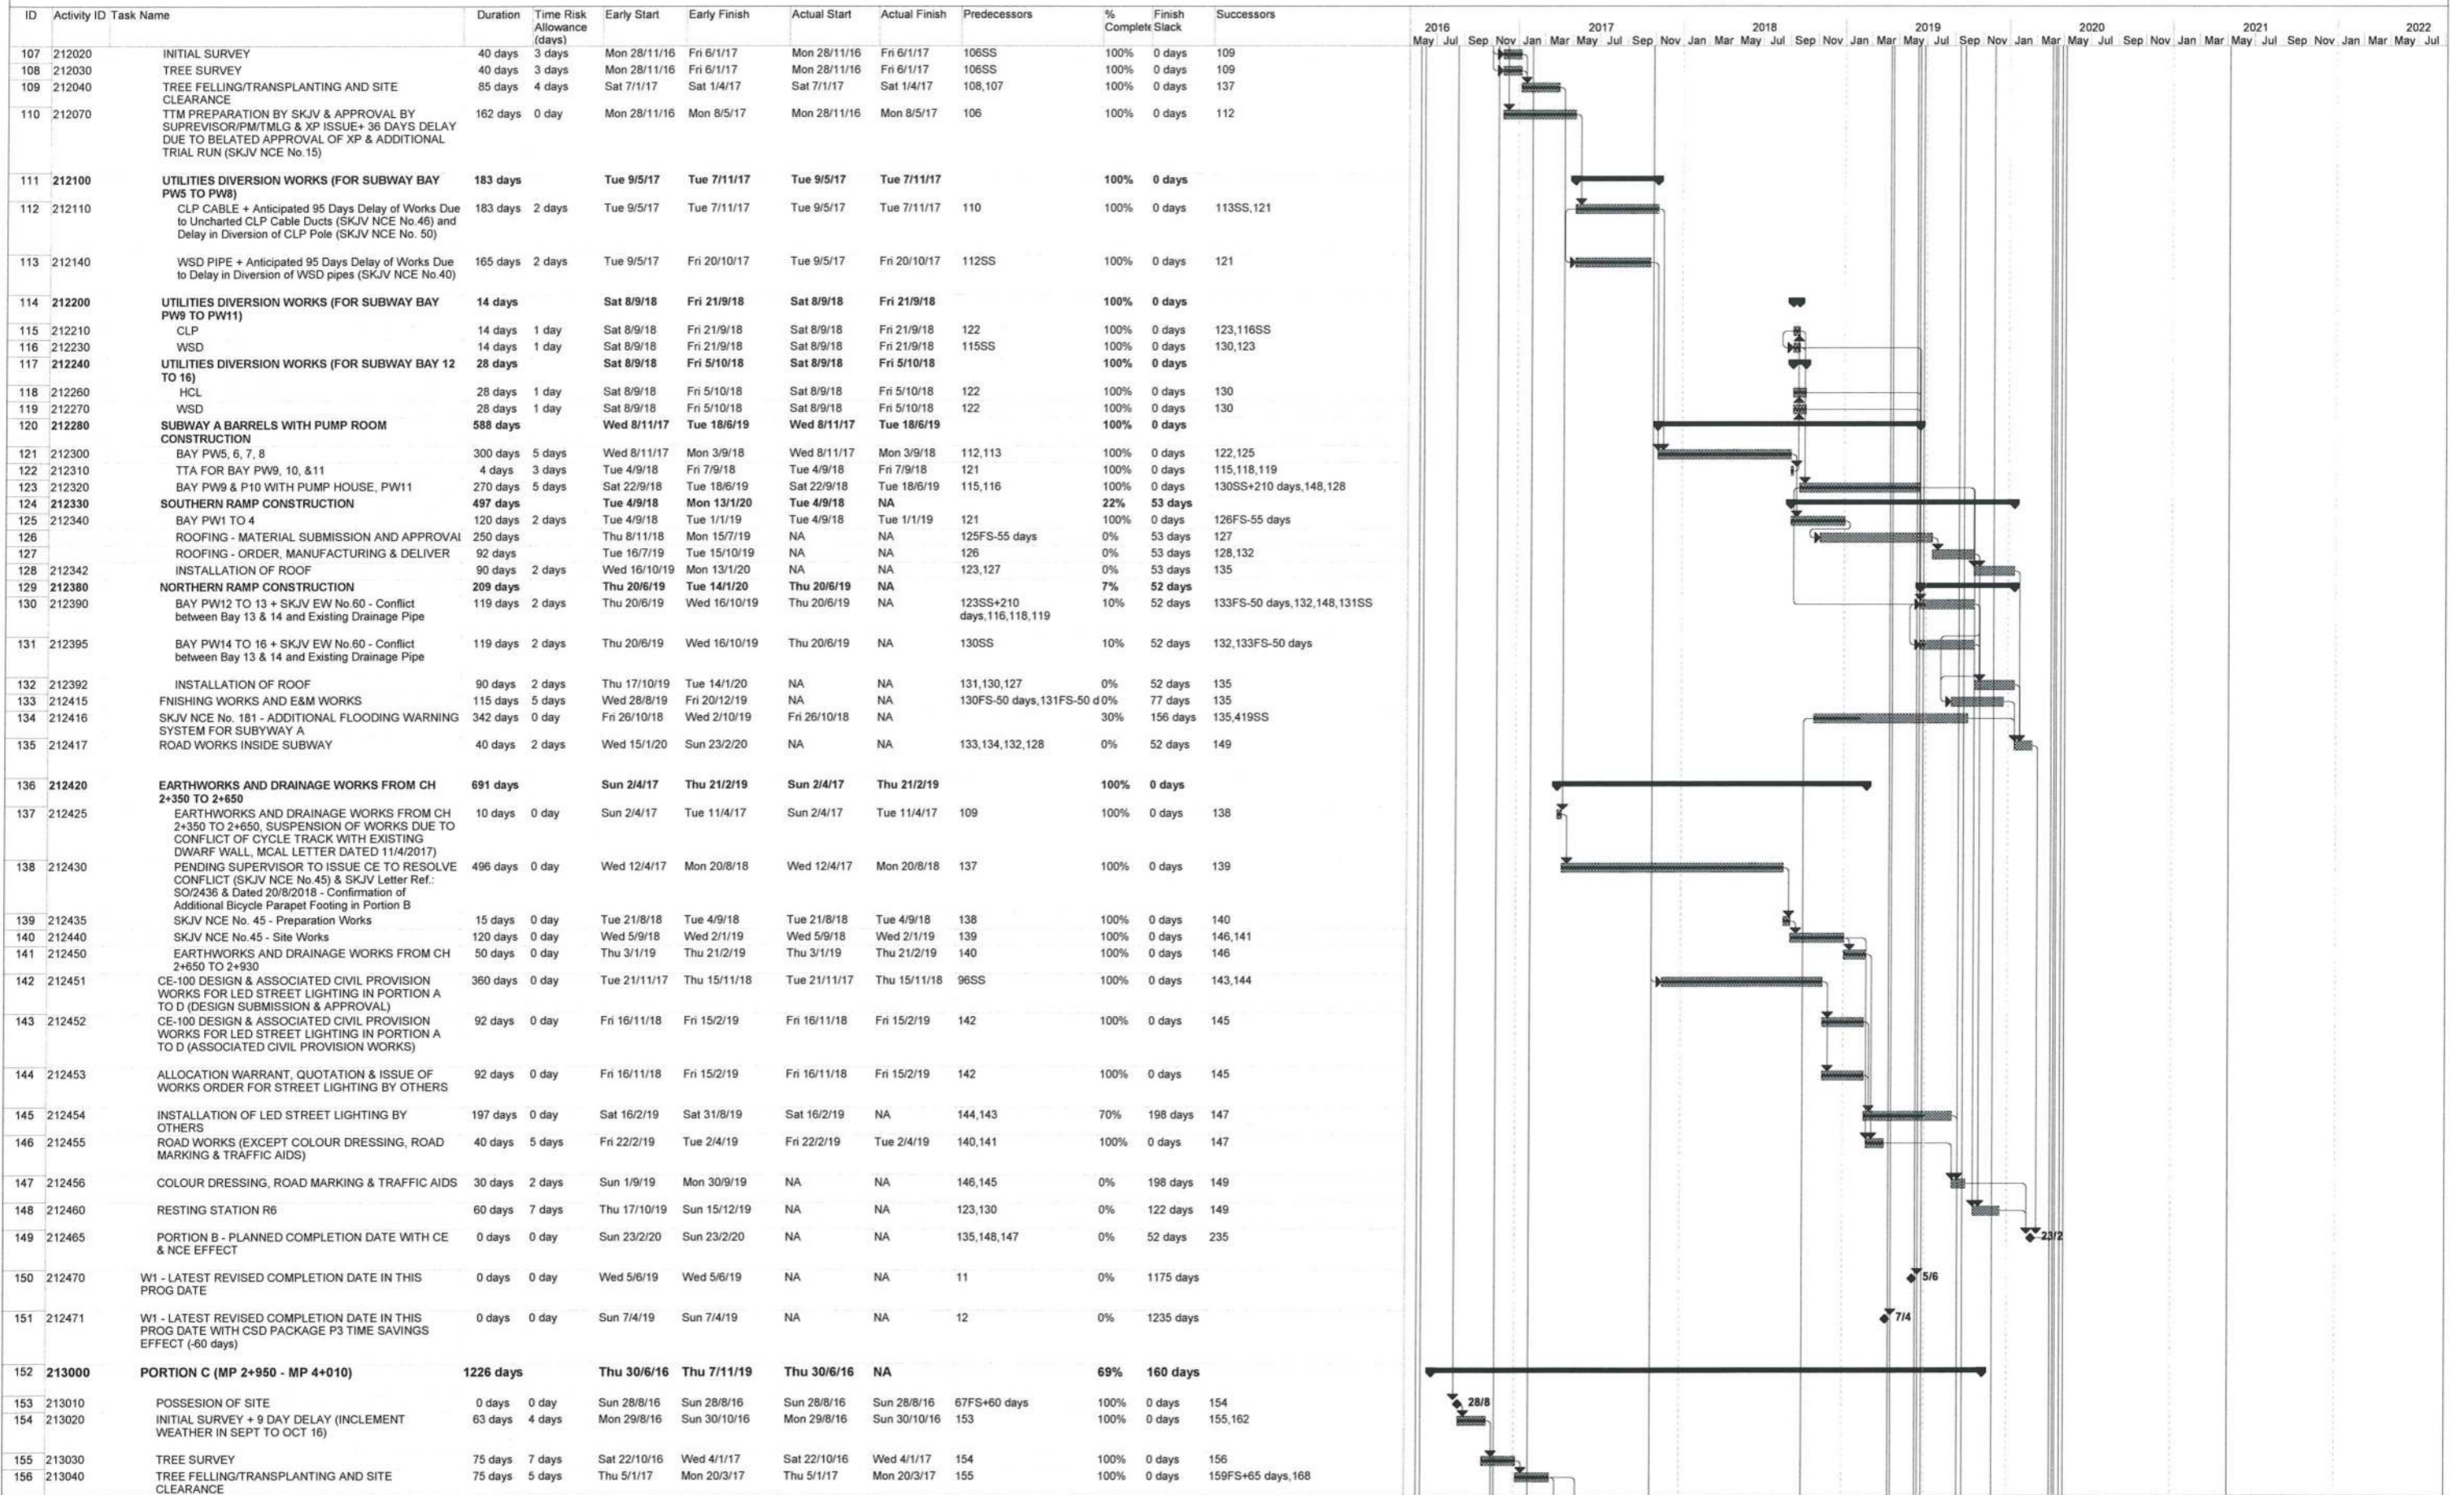 ID Activity ID Task Name Duration Time Risk Allowance (days) Early Start Early Finish Actual Start Actual Finish Predecessors % Complete Finish Slack Successors
2016 2017 2018 2019 2020 2021 2022
May Jul Sep Nov Jan Mar May Jul Sep Nov Jan Mar May Jul Sep Nov Jan Mar May Jul Sep Nov Jan Mar May Jul Sep Nov Jan Mar May Jul Sep Nov Jan Mar May Jul
107 212020 INITIAL SURVEY 40 days 3 days Mon 28/11/16 Fri 6/1/17 Mon 28/11/16 Fri 6/1/17 106SS 100% 0 days 109
108 212030 TREE SURVEY 40 days 3 days Mon 28/11/16 Fri 6/1/17 Mon 28/11/16 Fri 6/1/17 106SS 100% 0 days 109
109 212040 TREE FELLING/TRANSPLANTING AND SITE 85 days 4 days Sat 7/1/17 Sat 1/4/17 Sat 7/1/17 Sat 1/4/17 108,107 100% 0 days 137
CLEARANCE
110 212070 TTM PREPARATION BY SKJV & APPROVAL BY 162 days 0 day Mon 28/11/16 Mon 8/5/17 Mon 28/11/16 Mon 8/5/17 106 100% 0 days 112
SUPREVISOR/PM/TMLG & XP ISSUE+ 36 DAYS DELAY
DUE TO BELATED APPROVAL OF XP & ADDITIONAL
TRIAL RUN (SKJV NCE No.15)
111 212100 UTILITIES DIVERSION WORKS (FOR SUBWAY BAY 183 days Tue 9/5/17 Tue 7/11/17 Tue 9/5/17 Tue 7/11/17 100% 0 days
PW5 TO PW8)
112 212110 CLP CABLE + Anticipated 95 Days Delay of Works Due 183 days 2 days Tue 9/5/17 Tue 7/11/17 Tue 9/5/17 Tue 7/11/17 110 100% 0 days 113SS,121
to Uncharted CLP Cable Ducts (SKJV NCE No.46) and
Delay in Diversion of CLP Pole (SKJV NCE No. 50)
113 212140 WSD PIPE + Anticipated 95 Days Delay of Works Due 165 days 2 days Tue 9/5/17 Fri 20/10/17 Tue 9/5/17 Fri 20/10/17 112SS 100% 0 days 121
to Delay in Diversion of WSD pipes (SKJV NCE No.40)
114 212200 UTILITIES DIVERSION WORKS (FOR SUBWAY BAY 14 days Sat 8/9/18 Fri 21/9/18 Sat 8/9/18 Fri 21/9/18 100% 0 days
PW9 TO PW11)
115 212210 CLP 14 days 1 day Sat 8/9/18 Fri 21/9/18 Sat 8/9/18 Fri 21/9/18 122 100% 0 days 123,116SS
116 212230 WSD 14 days 1 day Sat 8/9/18 Fri 21/9/18 Sat 8/9/18 Fri 21/9/18 115SS 100% 0 days 130,123
117 212240 UTILITIES DIVERSION WORKS (FOR SUBWAY BAY 12 28 days Sat 8/9/18 Fri 5/10/18 Sat 8/9/18 Fri 5/10/18 100% 0 days
TO 16)
118 212260 HCL 28 days 1 day Sat 8/9/18 Fri 5/10/18 Sat 8/9/18 Fri 5/10/18 122 100% 0 days 130
119 212270 WSD 28 days 1 day Sat 8/9/18 Fri 5/10/18 Sat 8/9/18 Fri 5/10/18 122 100% 0 days 130
120 212280 SUBWAY A BARRELS WITH PUMP ROOM 588 days Wed 8/11/17 Tue 18/6/19 Wed 8/11/17 Tue 18/6/19 100% 0 days
CONSTRUCTION
121 212300 BAY PW5, 6, 7, 8 300 days 5 days Wed 8/11/17 Mon 3/9/18 Wed 8/11/17 Mon 3/9/18 112,113 100% 0 days 122,125
122 212310 TTA FOR BAY PW9, 10, &11 4 days 3 days Tue 4/9/18 Fri 7/9/18 Tue 4/9/18 Fri 7/9/18 121 100% 0 days 115,118,119
123 212320 BAY PW9 & P10 WITH PUMP HOUSE, PW11 270 days 5 days Sat 22/9/18 Tue 18/6/19 Sat 22/9/18 Tue 18/6/19 115,116 100% 0 days 130SS+210 days,148,128
124 212330 SOUTHERN RAMP CONSTRUCTION 497 days Tue 4/9/18 Mon 13/1/20 Tue 4/9/18 NA 22% 53 days
125 212340 BAY PW1 TO 4 120 days 2 days Tue 4/9/18 Tue 1/1/19 Tue 4/9/18 Tue 1/1/19 121 100% 0 days 126FS-55 days
126 ROOFING - MATERIAL SUBMISSION AND APPROVAL 250 days Thu 8/11/18 Mon 15/7/19 NA NA 125FS-55 days 0% 53 days 127
127 ROOFING - ORDER, MANUFACTURING & DELIVER 92 days Tue 16/7/19 Tue 15/10/19 NA NA 126 0% 53 days 128,132
128 212342 INSTALLATION OF ROOF 90 days 2 days Wed 16/10/19 Mon 13/1/20 NA NA 123,127 0% 53 days 135
129 212380 NORTHERN RAMP CONSTRUCTION 209 days Thu 20/6/19 Tue 14/1/20 Thu 20/6/19 NA 7% 52 days
130 212390 BAY PW12 TO 13 + SKJV EW No.60 - Conflict 119 days 2 days Thu 20/6/19 Wed 16/10/19 Thu 20/6/19 NA 123SS+210 10% 52 days 133FS-50 days,132,148,131SS
between Bay 13 & 14 and Existing Drainage Pipe days,116,118,119
131 212395 BAY PW14 TO 16 + SKJV EW No.60 - Conflict 119 days 2 days Thu 20/6/19 Wed 16/10/19 Thu 20/6/19 NA 130SS 10% 52 days 132,133FS-50 days
between Bay 13 & 14 and Existing Drainage Pipe
132 212392 INSTALLATION OF ROOF 90 days 2 days Thu 17/10/19 Tue 14/1/20 NA NA 131,130,127 0% 52 days 135
133 212415 FNISHING WORKS AND E&M WORKS 115 days 5 days Wed 28/8/19 Fri 20/12/19 NA NA 130FS-50 days,131FS-50 d 0% 77 days 135
134 212416 SKJV NCE No. 181 - ADDITIONAL FLOODING WARNING 342 days 0 day Fri 26/10/18 Wed 2/10/19 Fri 26/10/18 NA 30% 156 days 135,419SS
SYSTEM FOR SUBYWAY A
135 212417 ROAD WORKS INSIDE SUBWAY 40 days 2 days Wed 15/1/20 Sun 23/2/20 NA NA 133,134,132,128 0% 52 days 149
136 212420 EARTHWORKS AND DRAINAGE WORKS FROM CH 691 days Sun 2/4/17 Thu 21/2/19 Sun 2/4/17 Thu 21/2/19 100% 0 days
2+350 TO 2+650
137 212425 EARTHWORKS AND DRAINAGE WORKS FROM CH 10 days 0 day Sun 2/4/17 Tue 11/4/17 Sun 2/4/17 Tue 11/4/17 109 100% 0 days 138
2+350 TO 2+650, SUSPENSION OF WORKS DUE TO
CONFLICT OF CYCLE TRACK WITH EXISTING
DWARF WALL, MCAL LETTER DATED 11/4/2017)
138 212430 PENDING SUPERVISOR TO ISSUE CE TO RESOLVE 496 days 0 day Wed 12/4/17 Mon 20/8/18 Wed 12/4/17 Mon 20/8/18 137 100% 0 days 139
CONFLICT (SKJV NCE No.45) & SKJV Letter Ref.:
SO/2436 & Dated 20/8/2018 - Confirmation of
Additional Bicycle Parapet Footing in Portion B
139 212435 SKJV NCE No. 45 - Preparation Works 15 days 0 day Tue 21/8/18 Tue 4/9/18 Tue 21/8/18 Tue 4/9/18 138 100% 0 days 140
140 212440 SKJV NCE No.45 - Site Works 120 days 0 day Wed 5/9/18 Wed 2/1/19 Wed 5/9/18 Wed 2/1/19 139 100% 0 days 146,141
141 212450 EARTHWORKS AND DRAINAGE WORKS FROM CH 50 days 0 day Thu 3/1/19 Thu 21/2/19 Thu 3/1/19 Thu 21/2/19 140 100% 0 days 146
2+650 TO 2+930
142 212451 CE-100 DESIGN & ASSOCIATED CIVIL PROVISION 360 days 0 day Tue 21/11/17 Thu 15/11/18 Tue 21/11/17 Thu 15/11/18 96SS 100% 0 days 143,144
WORKS FOR LED STREET LIGHTING IN PORTION A
TO D (DESIGN SUBMISSION & APPROVAL)
143 212452 CE-100 DESIGN & ASSOCIATED CIVIL PROVISION 92 days 0 day Fri 16/11/18 Fri 15/2/19 Fri 16/11/18 Fri 15/2/19 142 100% 0 days 145
WORKS FOR LED STREET LIGHTING IN PORTION A
TO D (ASSOCIATED CIVIL PROVISION WORKS)
144 212453 ALLOCATION WARRANT, QUOTATION & ISSUE OF 92 days 0 day Fri 16/11/18 Fri 15/2/19 Fri 16/11/18 Fri 15/2/19 142 100% 0 days 145
WORKS ORDER FOR STREET LIGHTING BY OTHERS
145 212454 INSTALLATION OF LED STREET LIGHTING BY 197 days 0 day Sat 16/2/19 Sat 31/8/19 Sat 16/2/19 NA 144,143 70% 198 days 147
OTHERS
146 212455 ROAD WORKS (EXCEPT COLOUR DRESSING, ROAD 40 days 5 days Fri 22/2/19 Tue 2/4/19 Fri 22/2/19 Tue 2/4/19 140,141 100% 0 days 147
MARKING & TRAFFIC AIDS)
147 212456 COLOUR DRESSING, ROAD MARKING & TRAFFIC AIDS 30 days 2 days Sun 1/9/19 Mon 30/9/19 NA NA 146,145 0% 198 days 149
148 212460 RESTING STATION R6 60 days 7 days Thu 17/10/19 Sun 15/12/19 NA NA 123,130 0% 122 days 149
149 212465 PORTION B - PLANNED COMPLETION DATE WITH CE 0 days 0 day Sun 23/2/20 Sun 23/2/20 NA NA 135,148,147 0% 52 days 235 23/2
& NCE EFFECT
150 212470 W1 - LATEST REVISED COMPLETION DATE IN THIS 0 days 0 day Wed 5/6/19 Wed 5/6/19 NA NA 11 0% 1175 days 5/6
PROG DATE
151 212471 W1 - LATEST REVISED COMPLETION DATE IN THIS 0 days 0 day Sun 7/4/19 Sun 7/4/19 NA NA 12 0% 1235 days 7/4
PROG DATE WITH CSD PACKAGE P3 TIME SAVINGS
EFFECT (-60 days)
152 213000 PORTION C (MP 2+950 - MP 4+010) 1226 days Thu 30/6/16 Thu 7/11/19 Thu 30/6/16 NA 69% 160 days
153 213010 POSSESION OF SITE 0 days 0 day Sun 28/8/16 Sun 28/8/16 Sun 28/8/16 Sun 28/8/16 67FS+60 days 100% 0 days 154 28/8
154 213020 INITIAL SURVEY + 9 DAY DELAY (INCLEMENT 63 days 4 days Mon 29/8/16 Sun 30/10/16 Mon 29/8/16 Sun 30/10/16 153 100% 0 days 155,162
WEATHER IN SEPT TO OCT 16)
155 213030 TREE SURVEY 75 days 7 days Sat 22/10/16 Wed 4/1/17 Sat 22/10/16 Wed 4/1/17 154 100% 0 days 156
156 213040 TREE FELLING/TRANSPLANTING AND SITE 75 days 5 days Thu 5/1/17 Mon 20/3/17 Thu 5/1/17 Mon 20/3/17 155 100% 0 days 159FS+65 days,168
CLEARANCE